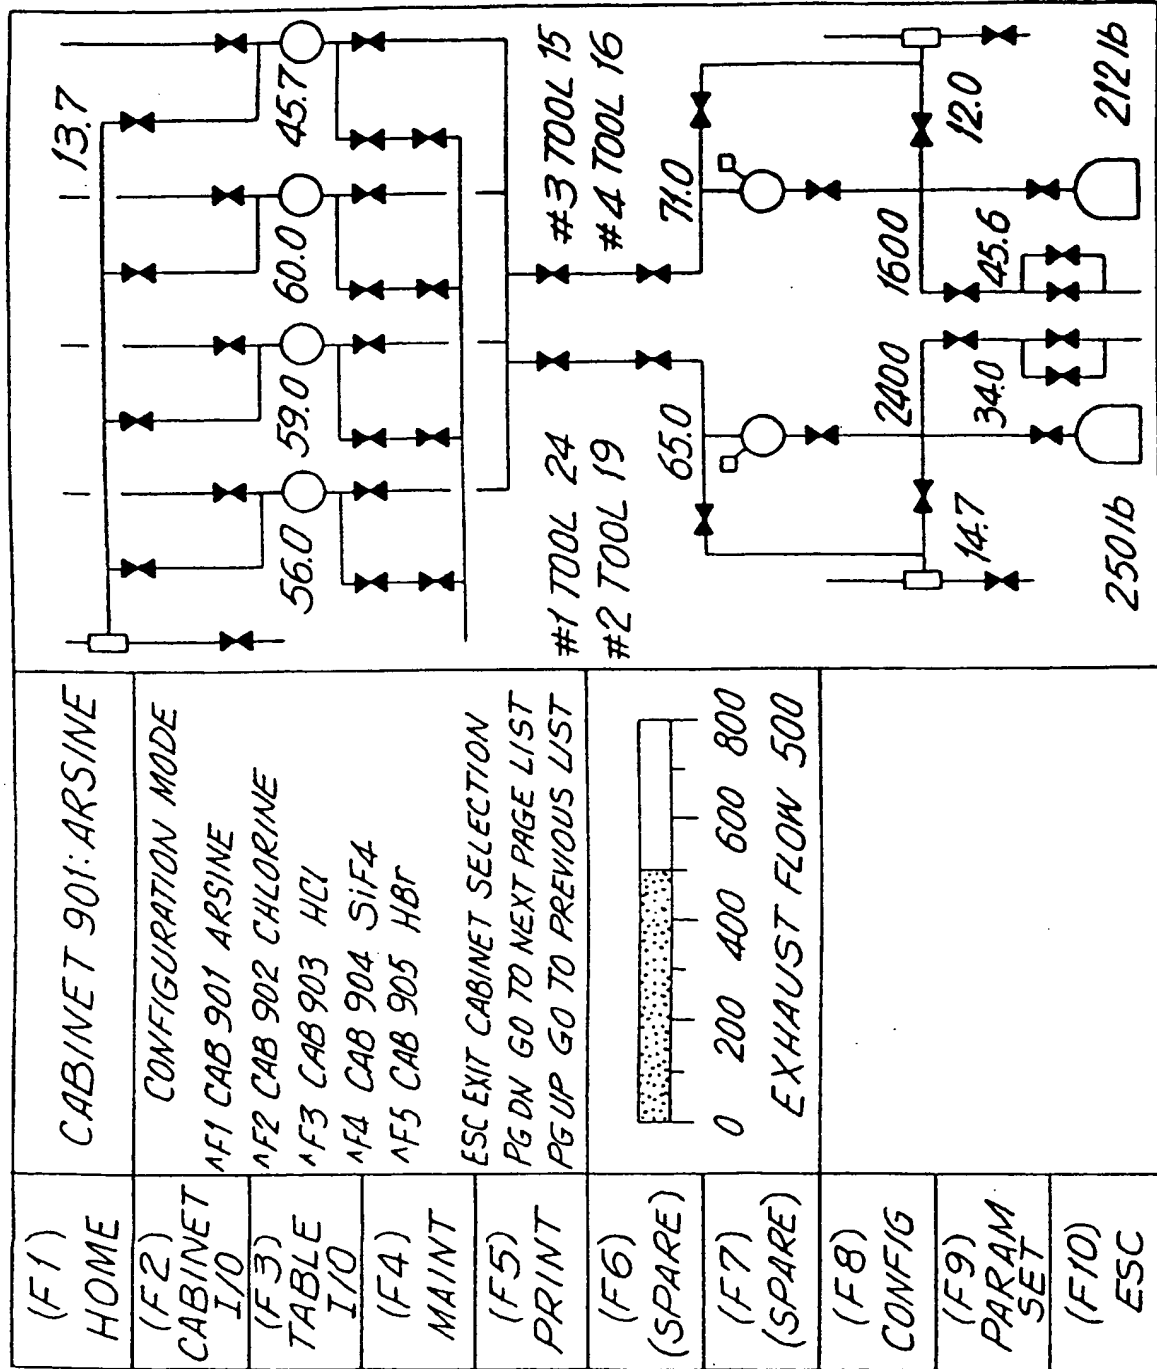 (F1)
HOME
(F2)
CABINET
I/O
(F3)
TABLE
I/O
(F4)
MAINT
(F5)
PRINT
(F6)
(SPARE)
(F7)
(SPARE)
(F8)
CONFIG
(F9)
PARAM
SET
(F10)
ESC
CABINET 901: ARSINE
CONFIGURATION MODE
^F1 CAB 901 ARSINE
^F2 CAB 902 CHLORINE
^F3 CAB 903 HCl
^F4 CAB 904 SiF4
^F5 CAB 905 HBr
ESC EXIT CABINET SELECTION
PG DN GO TO NEXT PAGE LIST
PG UP GO TO PREVIOUS LIST
0 200 400 600 800
EXHAUST FLOW 500
13.7
56.0 59.0 60.0 45.7
#1 TOOL 24 #3 TOOL 15
#2 TOOL 19 #4 TOOL 16
65.0 71.0
2400 1600
14.7 34.0 45.6 12.0
250 lb 212 lb